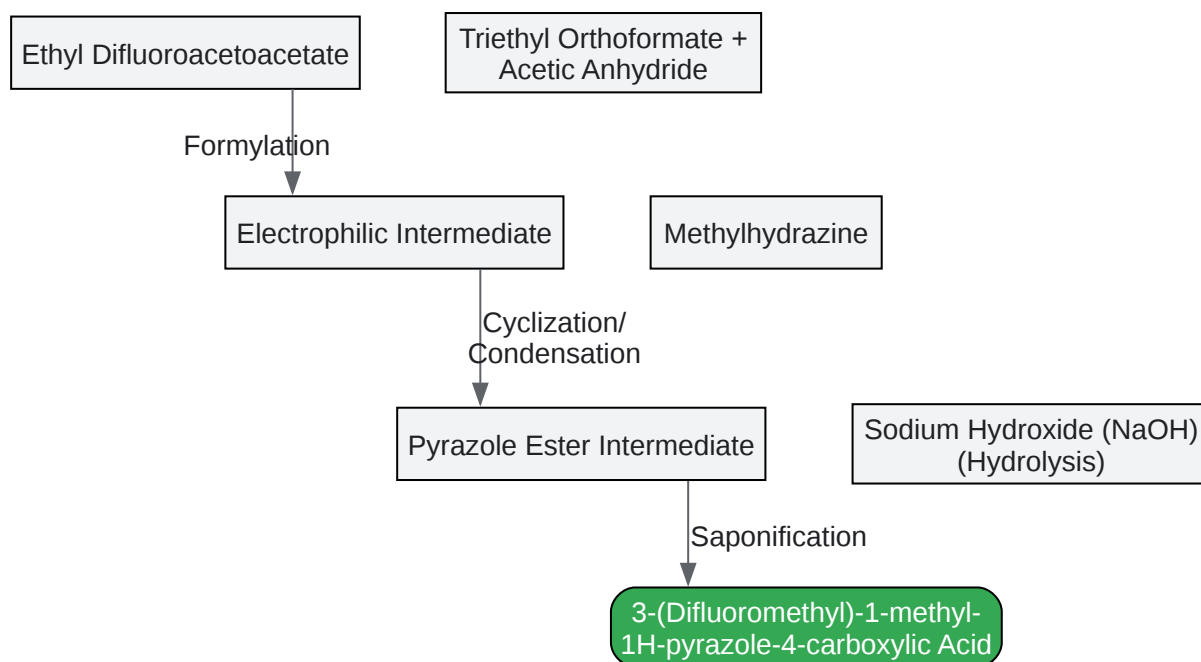 Ethyl Difluoroacetoacetate
Triethyl Orthoformate +
Acetic Anhydride
Formylation
Electrophilic Intermediate
Methylhydrazine
Cyclization/
Condensation
Pyrazole Ester Intermediate
Sodium Hydroxide (NaOH)
(Hydrolysis)
Saponification
3-(Difluoromethyl)-1-methyl-
1H-pyrazole-4-carboxylic Acid